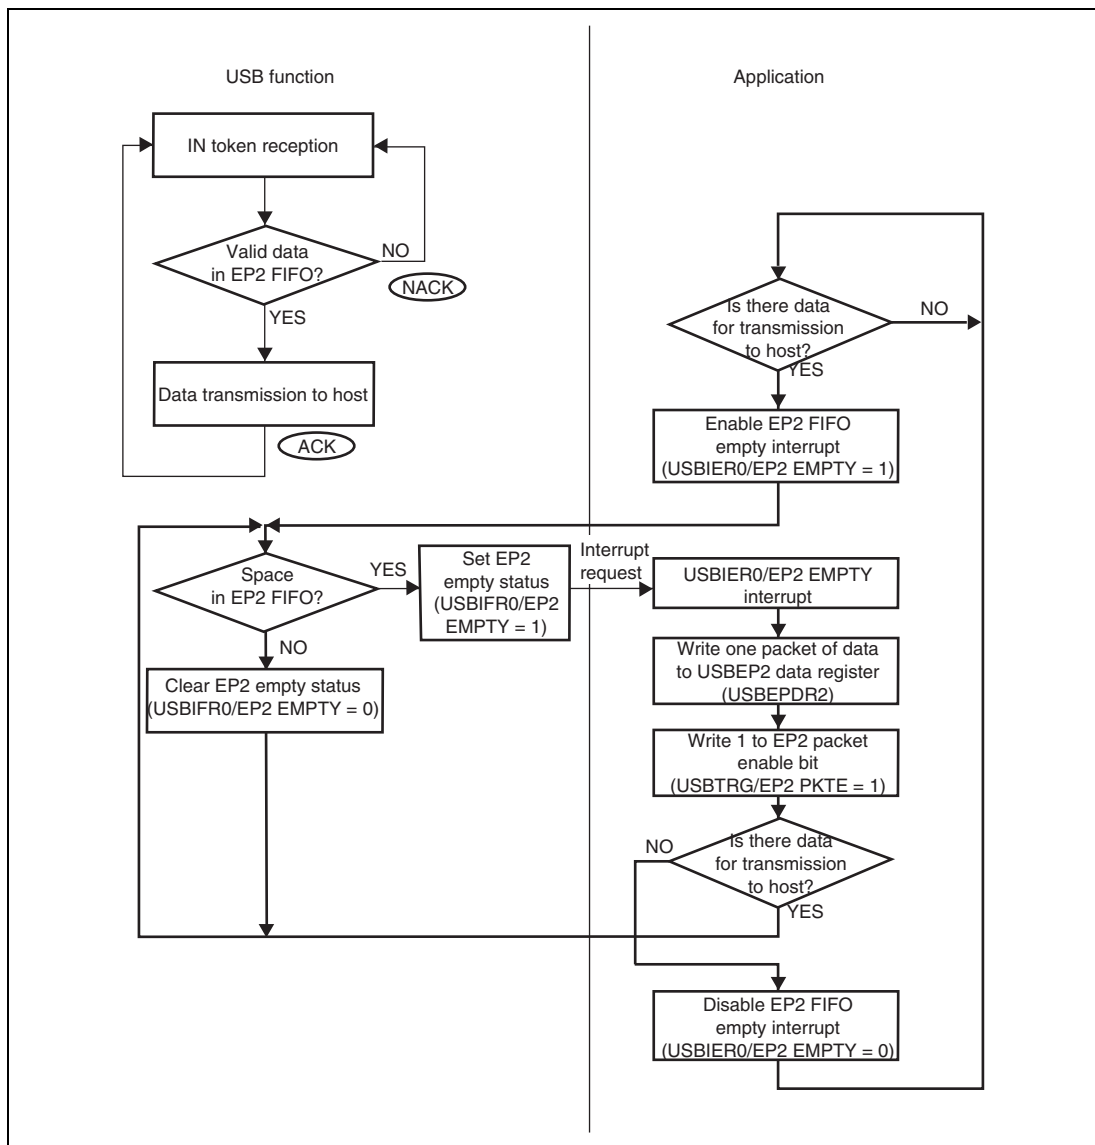 USB function
Application
IN token reception
Valid data
in EP2 FIFO?
NO
NACK
YES
Data transmission to host
ACK
Is there data
for transmission
to host?
NO
YES
Enable EP2 FIFO
empty interrupt
(USBIER0/EP2 EMPTY = 1)
Space
in EP2 FIFO?
YES
Set EP2
empty status
(USBIFR0/EP2
EMPTY = 1)
Interrupt
request
USBIER0/EP2 EMPTY
interrupt
NO
Clear EP2 empty status
(USBIFR0/EP2 EMPTY = 0)
Write one packet of data
to USBEP2 data register
(USBEPDR2)
Write 1 to EP2 packet
enable bit
(USBTRG/EP2 PKTE = 1)
NO
Is there data
for transmission
to host?
YES
Disable EP2 FIFO
empty interrupt
(USBIER0/EP2 EMPTY = 0)